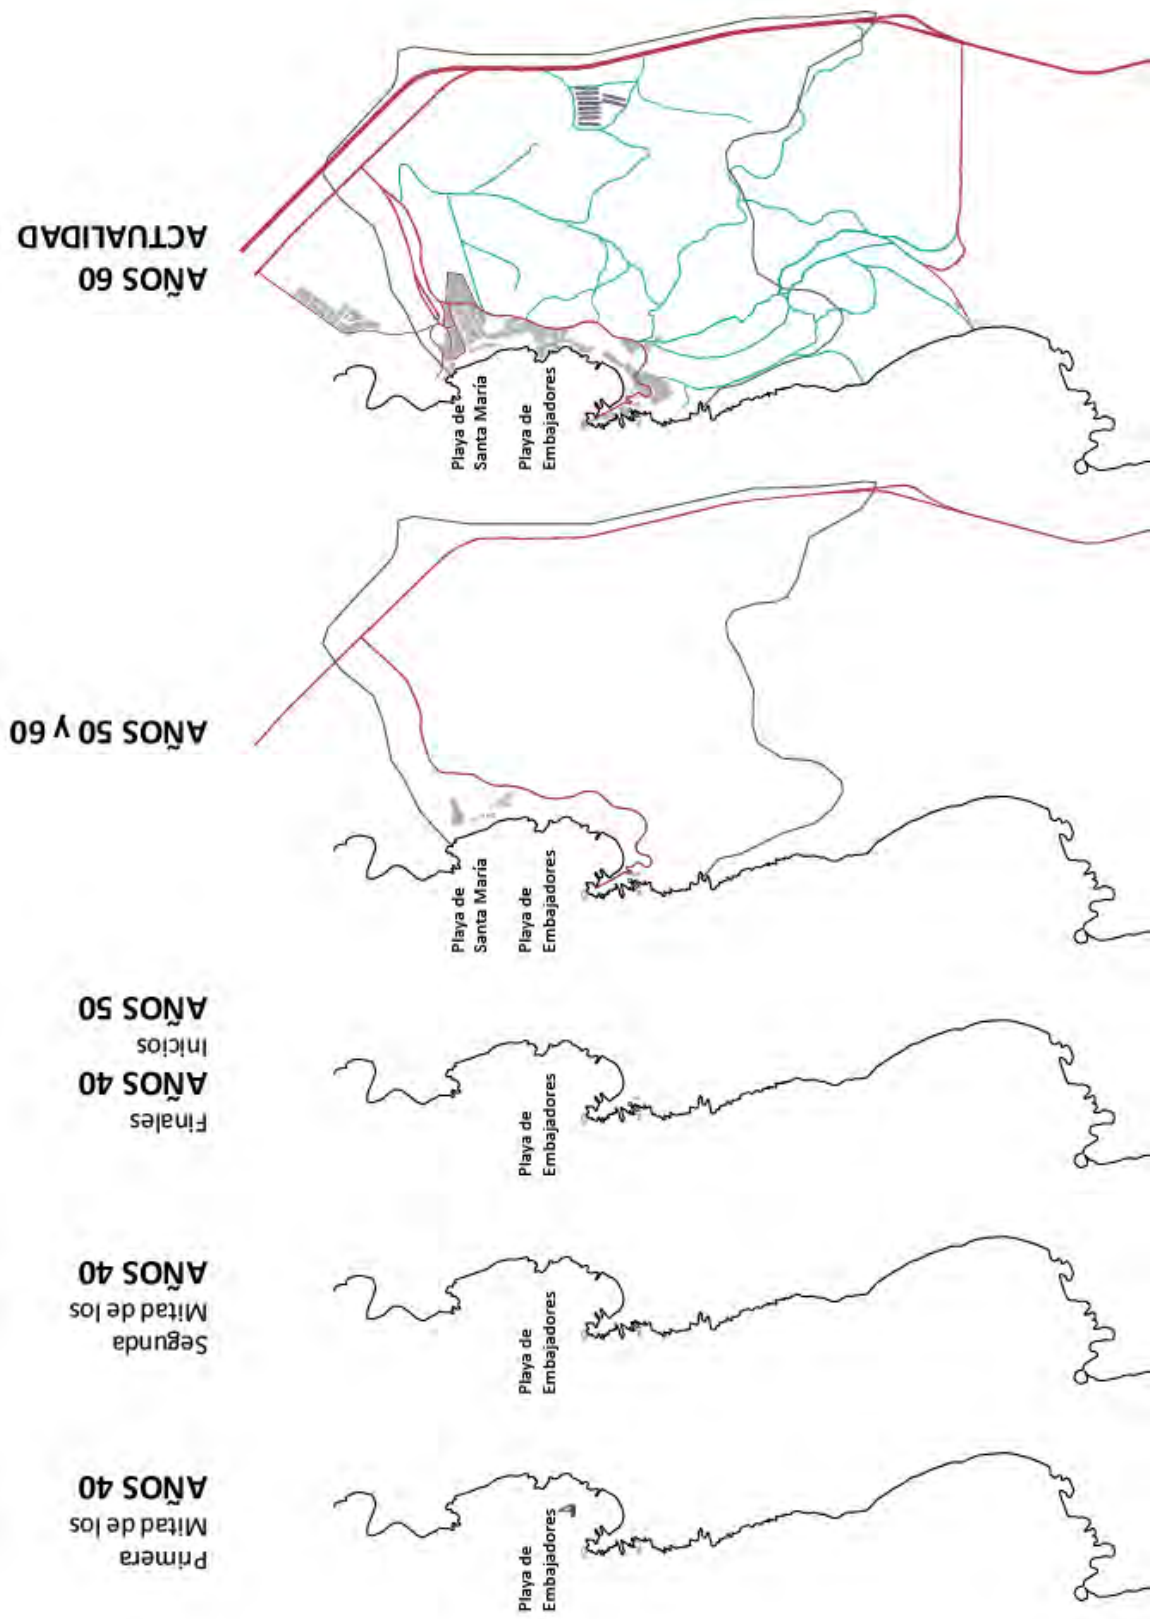 AÑOS 60
ACTUALIDAD
Playa de
Santa María
Playa de
Embajadores
AÑOS 50 y 60
Playa de
Santa María
Playa de
Embajadores
Finales
AÑOS 40
Inicios
AÑOS 50
Playa de
Embajadores
Segunda
Mitad de los
AÑOS 40
Playa de
Embajadores
Primera
Mitad de los
AÑOS 40
Playa de
Embajadores